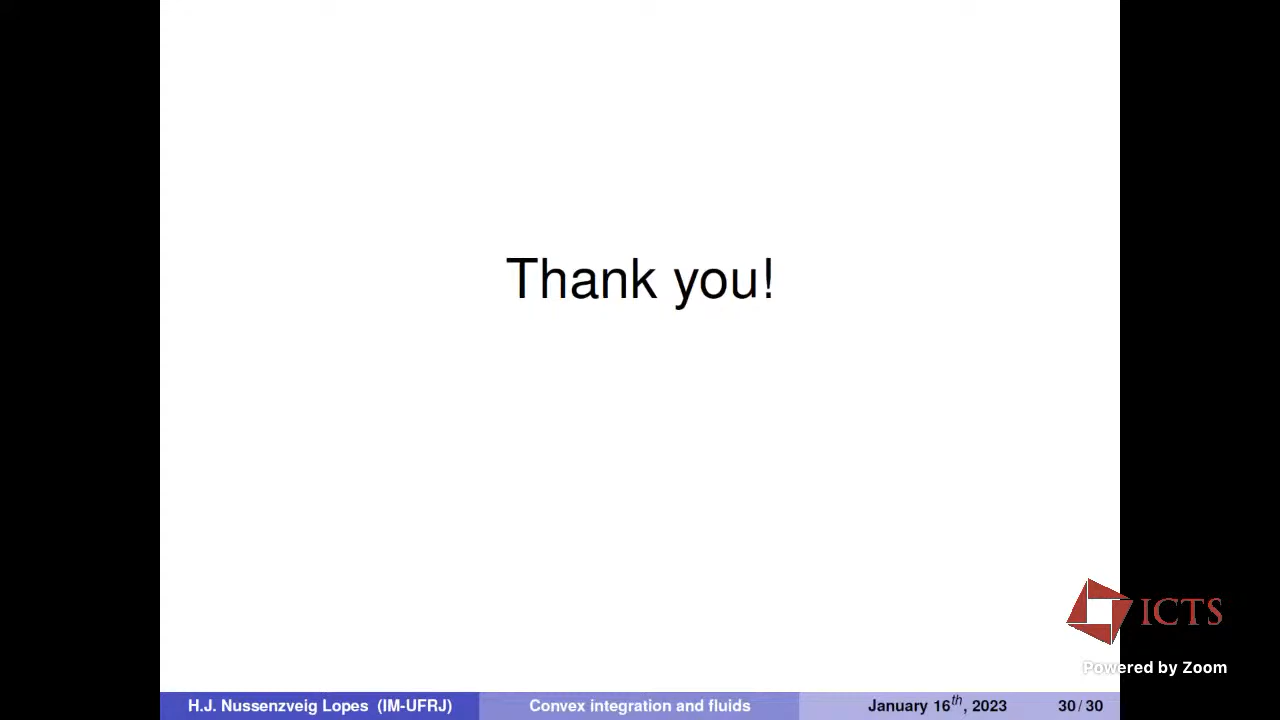 Thank you!
ICTS
Powered by Zoom
H.J. Nussenzveig Lopes (IM-UFRJ) Convex integration and fluids January 16th, 2023 30 / 30